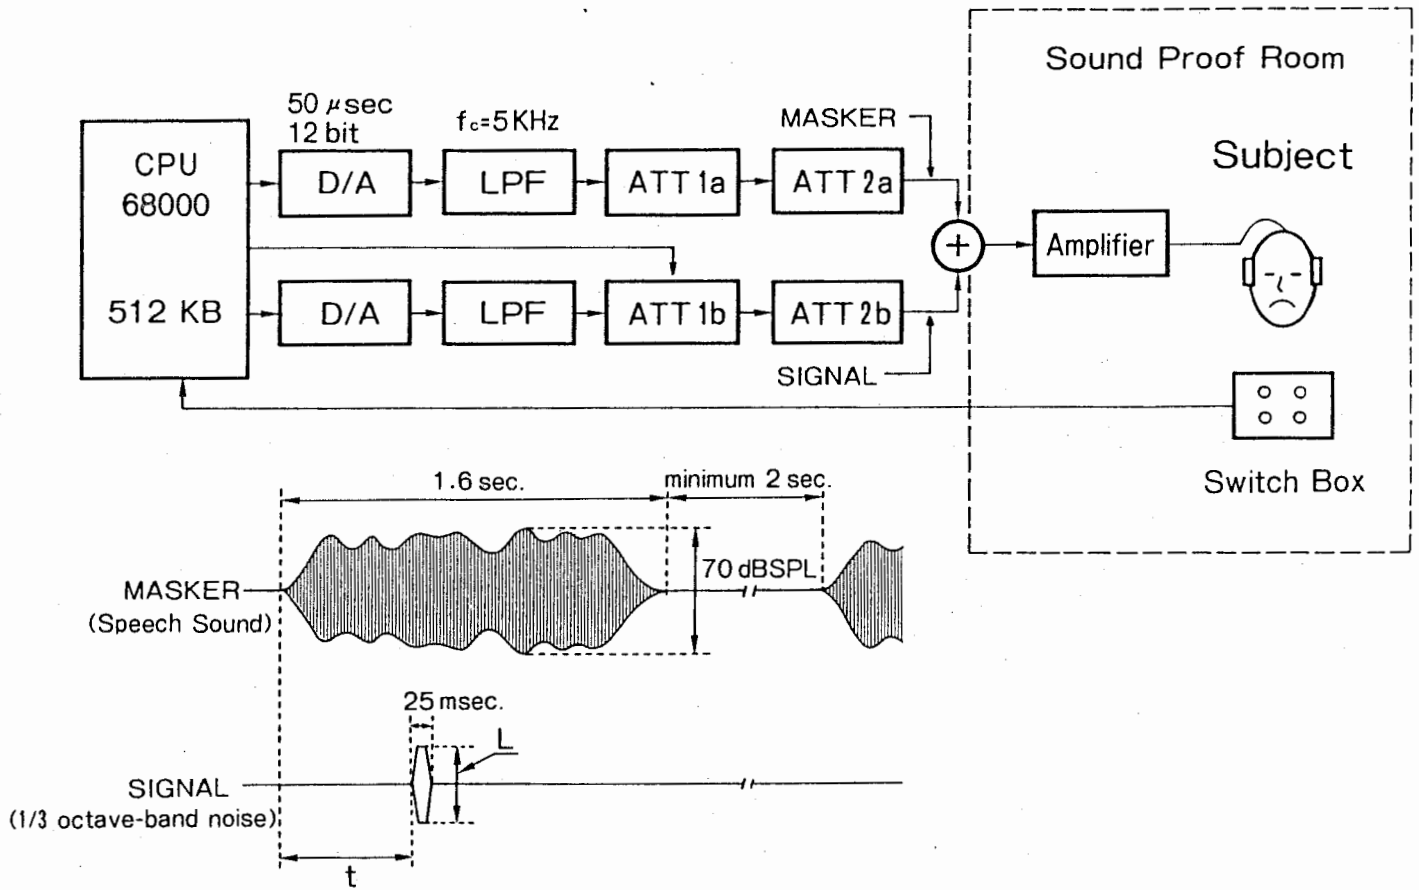 Sound Proof Room
50 μsec
12 bit
fc=5KHz
MASKER
CPU
68000
512 KB
D/A
LPF
ATT 1a
ATT 2a
Subject
+
Amplifier
D/A
LPF
ATT 1b
ATT 2b
SIGNAL
Switch Box
1.6 sec.
minimum 2 sec.
70 dBSPL
MASKER
(Speech Sound)
25 msec.
L
SIGNAL
(1/3 octave-band noise)
t